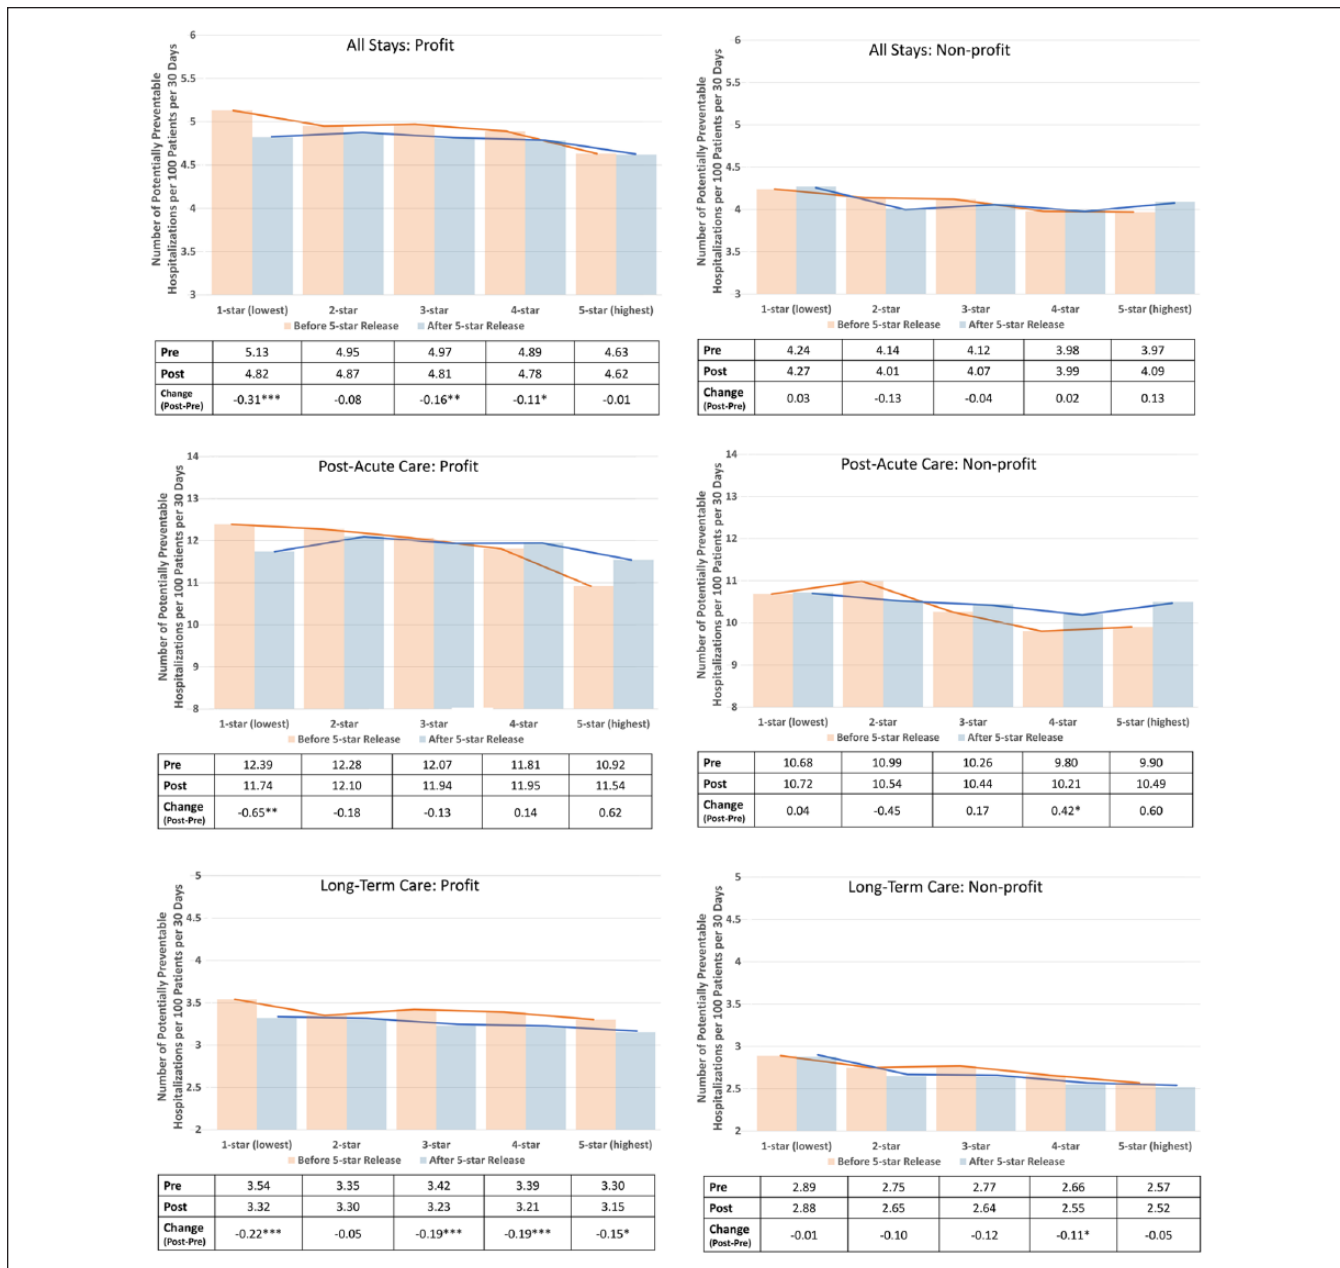 All Stays: Profit
Number of Potentially Preventable
Hospitalizations per 100 Patients per 30 Days
6
5.5
5
4.5
4
3.5
3
1-star (lowest) 2-star 3-star 4-star 5-star (highest)
Before 5-star Release After 5-star Release
Pre 5.13 4.95 4.97 4.89 4.63
Post 4.82 4.87 4.81 4.78 4.62
Change (Post-Pre) -0.31*** -0.08 -0.16** -0.11* -0.01
All Stays: Non-profit
Number of Potentially Preventable
Hospitalizations per 100 Patients per 30 Days
6
5.5
5
4.5
4
3.5
3
1-star (lowest) 2-star 3-star 4-star 5-star (highest)
Before 5-star Release After 5-star Release
Pre 4.24 4.14 4.12 3.98 3.97
Post 4.27 4.01 4.07 3.99 4.09
Change (Post-Pre) 0.03 -0.13 -0.04 0.02 0.13
Post-Acute Care: Profit
Number of Potentially Preventable
Hospitalizations per 100 Patients per 30 Days
14
13
12
11
10
9
8
1-star (lowest) 2-star 3-star 4-star 5-star (highest)
Before 5-star Release After 5-star Release
Pre 12.39 12.28 12.07 11.81 10.92
Post 11.74 12.10 11.94 11.95 11.54
Change (Post-Pre) -0.65** -0.18 -0.13 0.14 0.62
Post-Acute Care: Non-profit
Number of Potentially Preventable
Hospitalizations per 100 Patients per 30 Days
14
13
12
11
10
9
8
1-star (lowest) 2-star 3-star 4-star 5-star (highest)
Before 5-star Release After 5-star Release
Pre 10.68 10.99 10.26 9.80 9.90
Post 10.72 10.54 10.44 10.21 10.49
Change (Post-Pre) 0.04 -0.45 0.17 0.42* 0.60
Long-Term Care: Profit
Number of Potentially Preventable
Hospitalizations per 100 Patients per 30 Days
5
4.5
4
3.5
3
2.5
2
1-star (lowest) 2-star 3-star 4-star 5-star (highest)
Before 5-star Release After 5-star Release
Pre 3.54 3.35 3.42 3.39 3.30
Post 3.32 3.30 3.23 3.21 3.15
Change (Post-Pre) -0.22*** -0.05 -0.19*** -0.19*** -0.15*
Long-Term Care: Non-profit
Number of Potentially Preventable
Hospitalizations per 100 Patients per 30 Days
5
4.5
4
3.5
3
2.5
2
1-star (lowest) 2-star 3-star 4-star 5-star (highest)
Before 5-star Release After 5-star Release
Pre 2.89 2.75 2.77 2.66 2.57
Post 2.88 2.65 2.64 2.55 2.52
Change (Post-Pre) -0.01 -0.10 -0.12 -0.11* -0.05